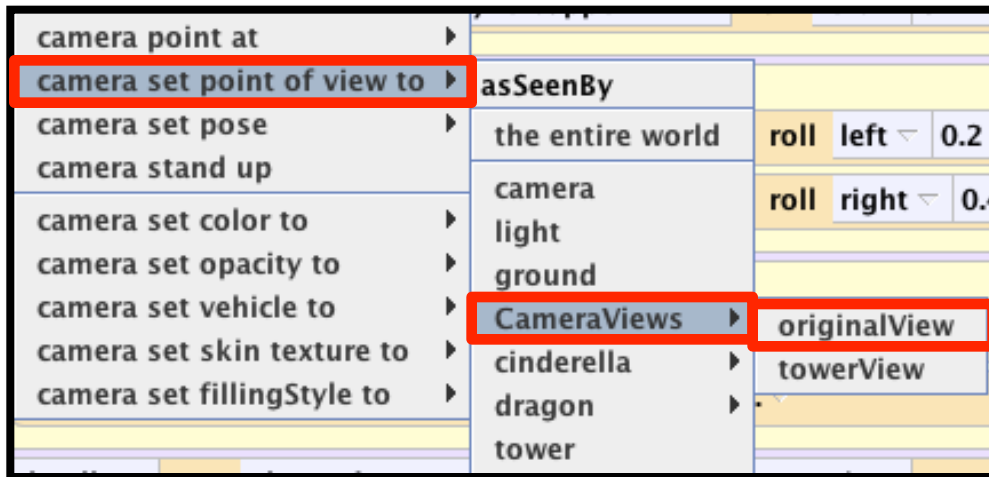 camera point at
camera set point of view to
camera set pose
camera stand up
camera set color to
camera set opacity to
camera set vehicle to
camera set skin texture to
camera set fillingStyle to
asSeenBy
the entire world
camera
light
ground
CameraViews
cinderella
dragon
tower
originalView
towerView
roll left 0.2
roll right 0.